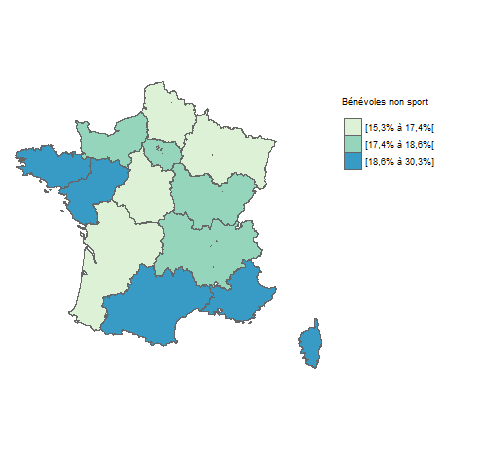 Bénévoles non sport
[15,3% à 17,4%[
[17,4% à 18,6%[
[18,6% à 30,3%]